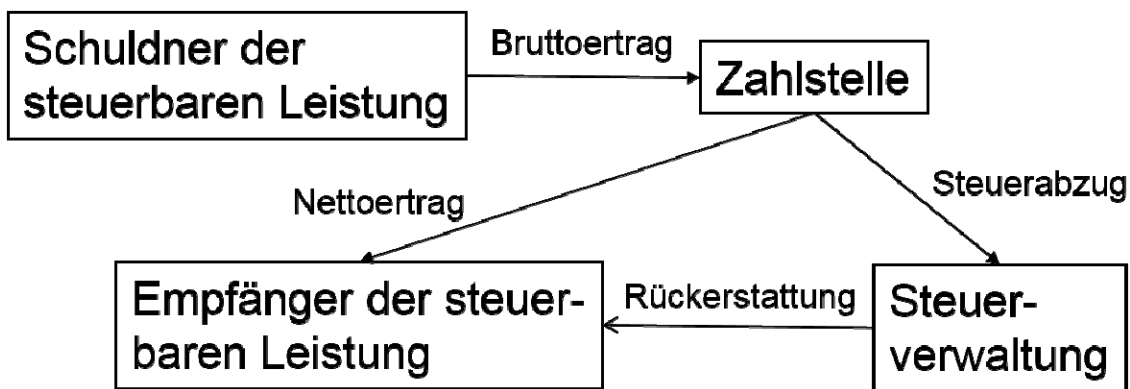 Schuldner der
steuerbaren Leistung
Bruttoertrag
Zahlstelle
Nettoertrag
Steuerabzug
Empfänger der steuer-
baren Leistung
Rückerstattung
Steuer-
verwaltung